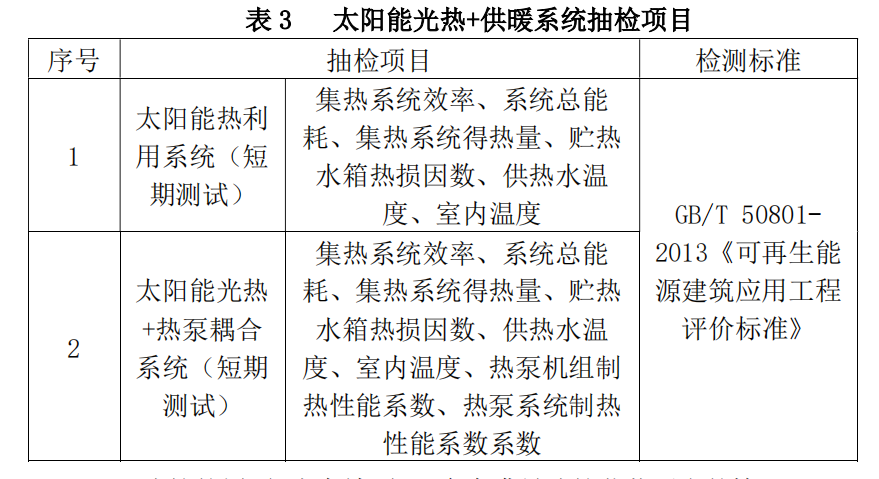 表 3 太阳能光热+供暖系统抽检项目
序号 抽检项目 检测标准
1
太阳能热利
用系统（短
期测试）
集热系统效率、系统总能
耗、集热系统得热量、贮热
水箱热损因数、供热水温
度、室内温度
2
太阳能光热
+热泵耦合
系统（短期
测试）
集热系统效率、系统总能
耗、集热系统得热量、贮热
水箱热损因数、供热水温
度、室内温度、热泵机组制
热性能系数、热泵系统制热
性能系数系数
GB/T 50801-
2013《可再生能
源建筑应用工程
评价标准》